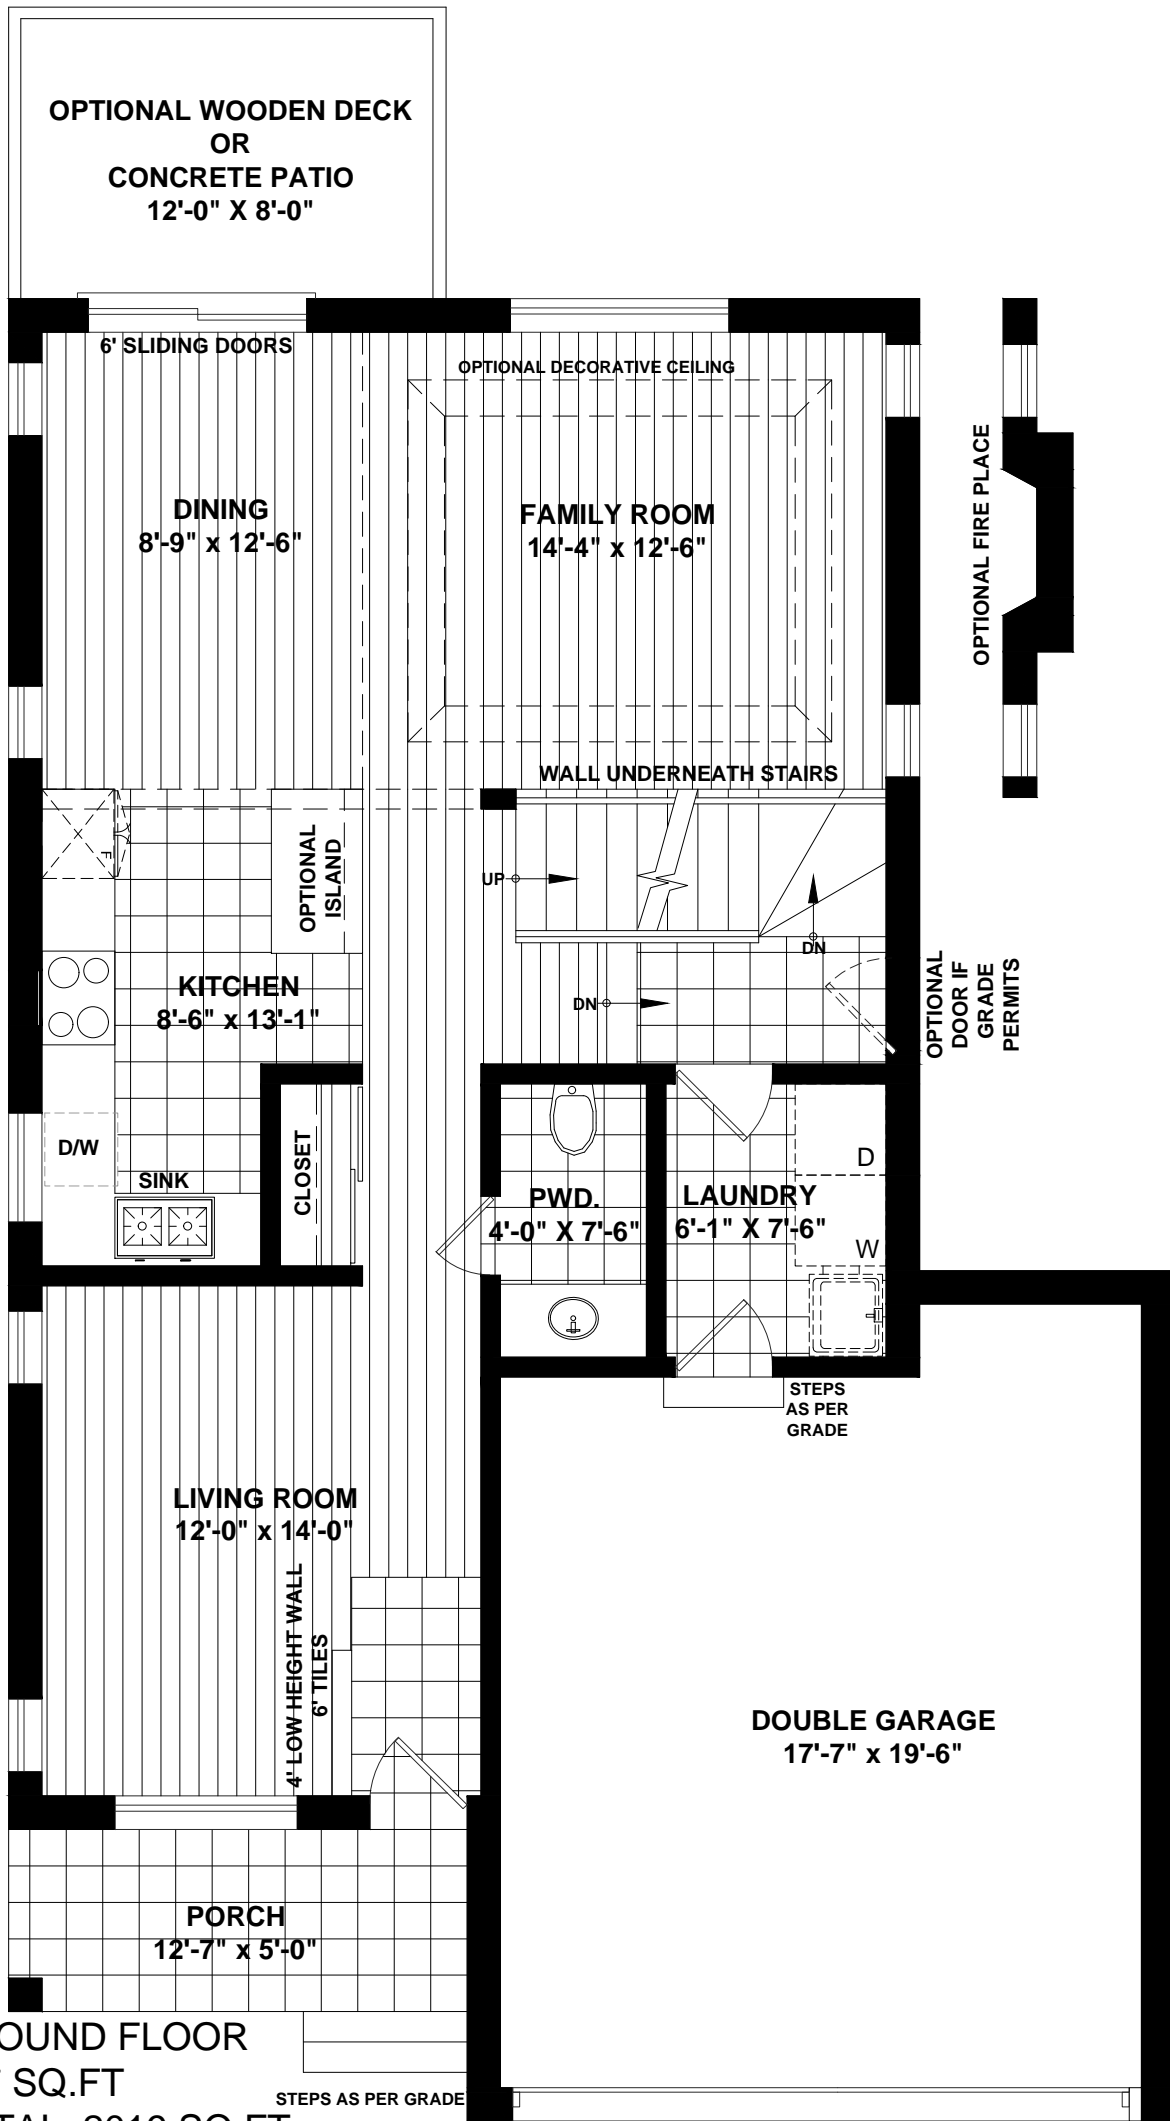 OPTIONAL WOODEN DECK
OR
CONCRETE PATIO
12'-0" X 8'-0"
6' SLIDING DOORS
OPTIONAL DECORATIVE CEILING
DINING
8'-9" x 12'-6"
FAMILY ROOM
14'-4" x 12'-6"
OPTIONAL FIRE PLACE
WALL UNDERNEATH STAIRS
F
OPTIONAL
ISLAND
UP
DN
DN
KITCHEN
8'-6" x 13'-1"
OPTIONAL
DOOR IF
GRADE
PERMITS
D/W
SINK
CLOSET
PWD.
4'-0" X 7'-6"
LAUNDRY
6'-1" X 7'-6"
D
W
STEPS
AS PER
GRADE
LIVING ROOM
12'-0" x 14'-0"
4' LOW HEIGHT WALL
6' TILES
DOUBLE GARAGE
17'-7" x 19'-6"
PORCH
12'-7" x 5'-0"
OUND FLOOR
SQ.FT
STEPS AS PER GRADE